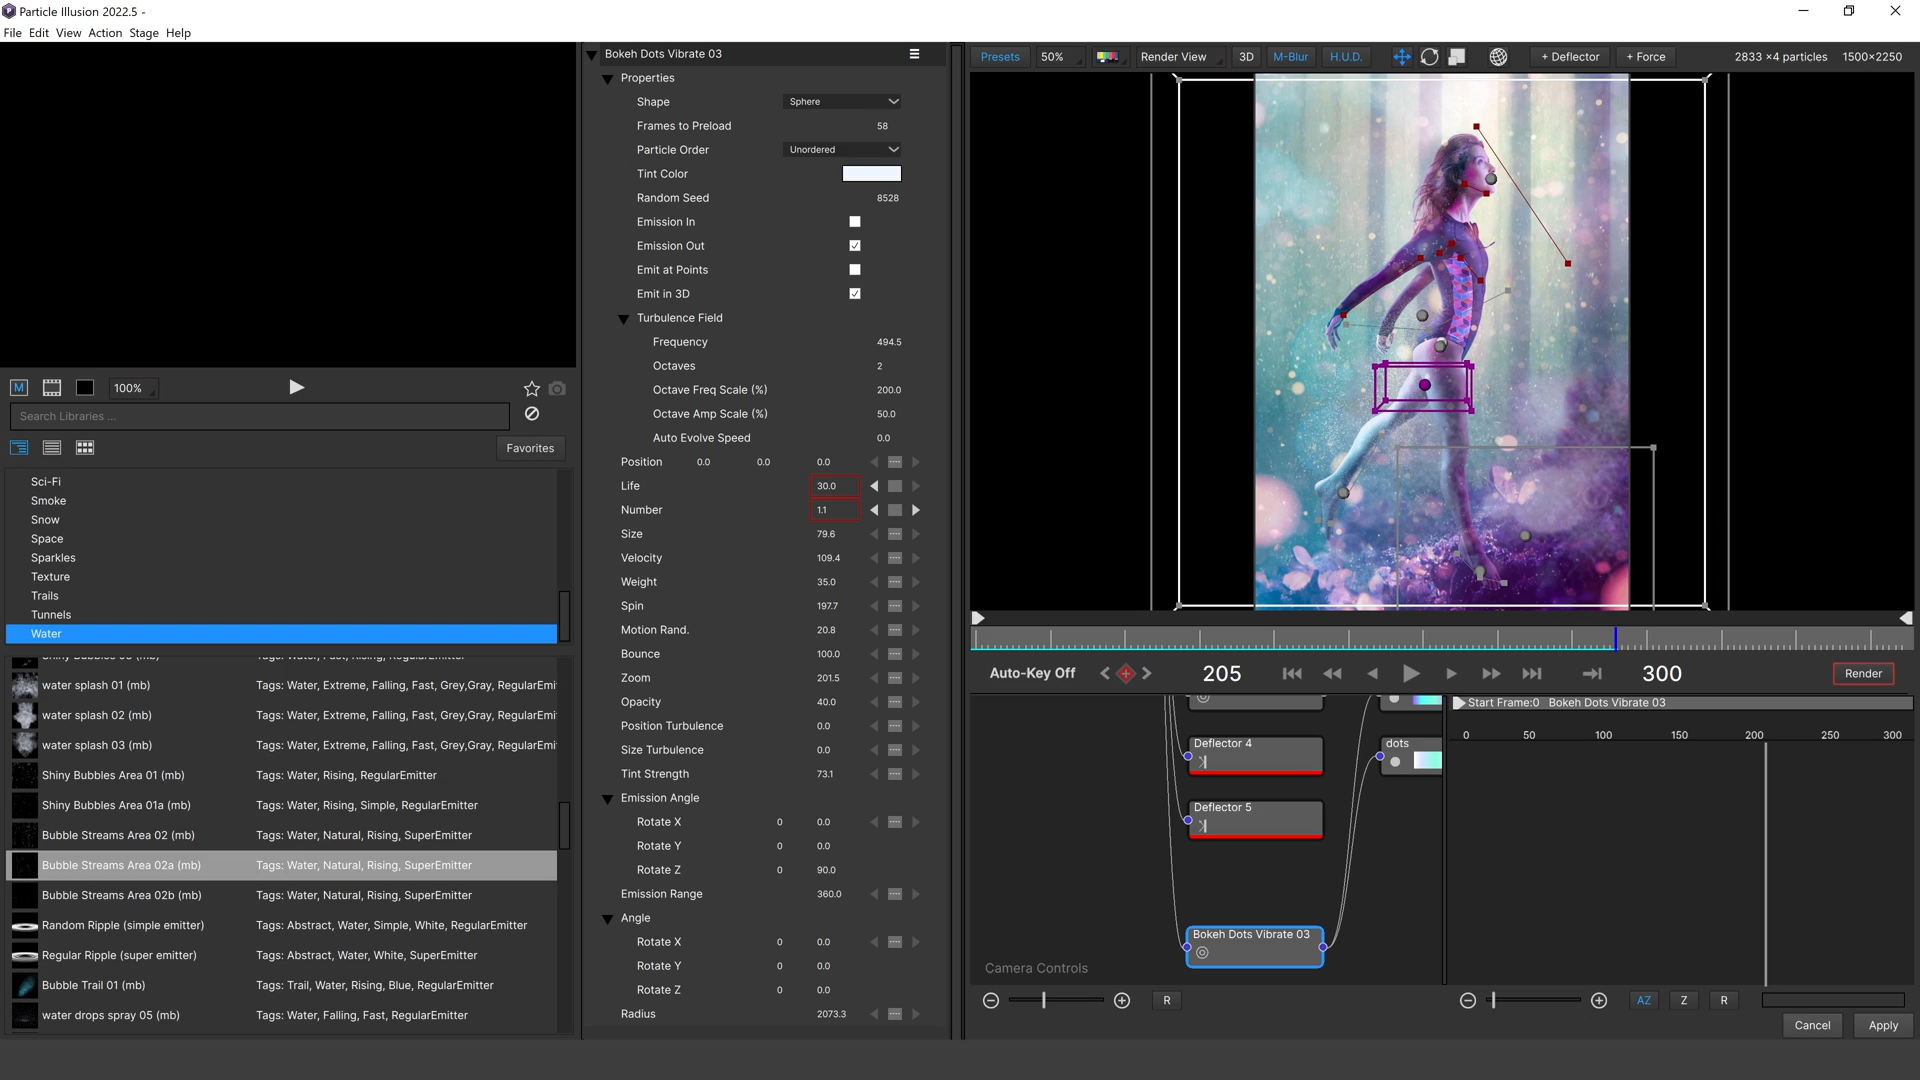 Particle Illusion 2022.5 -
File Edit View Action Stage Help
M 100%
Search Libraries ...
Favorites
Sci-Fi
Smoke
Snow
Space
Sparkles
Texture
Trails
Tunnels
Water
water splash 01 (mb) Tags: Water, Extreme, Falling, Fast, Grey,Gray, RegularEmi
water splash 02 (mb) Tags: Water, Extreme, Falling, Fast, Grey,Gray, RegularEmi
water splash 03 (mb) Tags: Water, Extreme, Falling, Fast, Grey,Gray, RegularEmi
Shiny Bubbles Area 01 (mb) Tags: Water, Rising, RegularEmitter
Shiny Bubbles Area 01a (mb) Tags: Water, Rising, Simple, RegularEmitter
Bubble Streams Area 02 (mb) Tags: Water, Natural, Rising, SuperEmitter
Bubble Streams Area 02a (mb) Tags: Water, Natural, Rising, SuperEmitter
Bubble Streams Area 02b (mb) Tags: Water, Natural, Rising, SuperEmitter
Random Ripple (simple emitter) Tags: Abstract, Water, Simple, White, RegularEmitter
Regular Ripple (super emitter) Tags: Abstract, Water, White, SuperEmitter
Bubble Trail 01 (mb) Tags: Trail, Water, Rising, Blue, RegularEmitter
water drops spray 05 (mb) Tags: Water, Falling, Fast, RegularEmitter
Bokeh Dots Vibrate 03
Properties
Shape Sphere
Frames to Preload 58
Particle Order Unordered
Tint Color
Random Seed 8528
Emission In
Emission Out
Emit at Points
Emit in 3D
Turbulence Field
Frequency 494.5
Octaves 2
Octave Freq Scale (%) 200.0
Octave Amp Scale (%) 50.0
Auto Evolve Speed 0.0
Position 0.0 0.0 0.0
Life 30.0
Number 1.1
Size 79.6
Velocity 109.4
Weight 35.0
Spin 197.7
Motion Rand. 20.8
Bounce 100.0
Zoom 201.5
Opacity 40.0
Position Turbulence 0.0
Size Turbulence 0.0
Tint Strength 73.1
Emission Angle
Rotate X 0 0.0
Rotate Y 0 0.0
Rotate Z 0 90.0
Emission Range 360.0
Angle
Rotate X 0 0.0
Rotate Y 0 0.0
Rotate Z 0 0.0
Radius 2073.3
Presets 50% Render View 3D M-Blur H.U.D. + Deflector + Force 2833 ×4 particles 1500×2250
Auto-Key Off 205 300 Render
Deflector 4
Deflector 5
dots
Bokeh Dots Vibrate 03
Camera Controls
R
Start Frame:0 Bokeh Dots Vibrate 03
0 50 100 150 200 250 300
AZ Z R
Cancel Apply